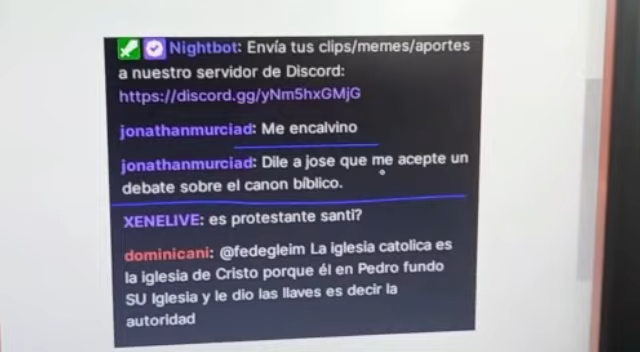 Nightbot: Envía tus clips/memes/aportes
a nuestro servidor de Discord:
https://discord.gg/yNm5hxGMjG
jonathanmurciad: Me encalvino
jonathanmurciad: Dile a jose que me acepte un
debate sobre el canon bíblico.
XENELIVE: es protestante santi?
dominicani: @fedegleim La iglesia catolica es
la iglesia de Cristo porque él en Pedro fundo
SU Iglesia y le dio las llaves es decir la
autoridad